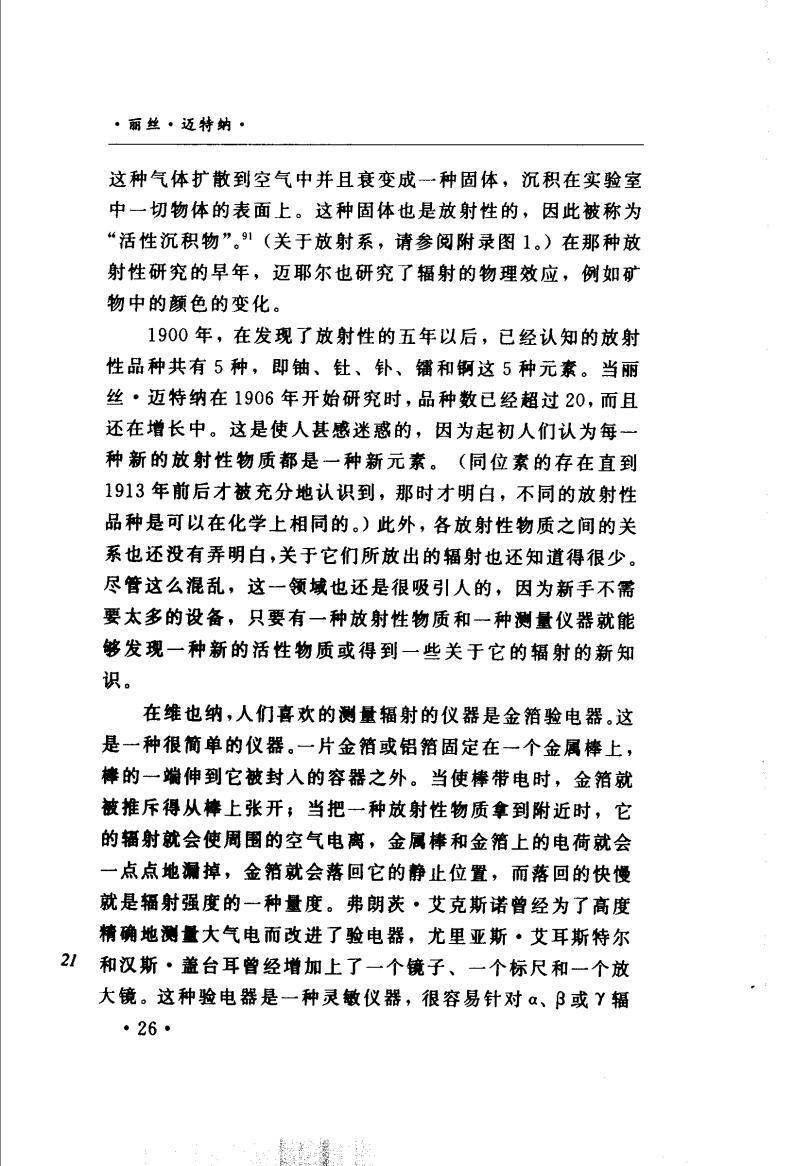 ·丽丝·迈特纳·
这种气体扩散到空气中并且衰变成一种固体，沉积在实验室
中一切物体的表面上。这种固体也是放射性的，因此被称为
“活性沉积物”。91（关于放射系，请参阅附录图 1。）在那种放
射性研究的早年，迈耶尔也研究了辐射的物理效应，例如矿
物中的颜色的变化。
1900 年，在发现了放射性的五年以后，已经认知的放射
性品种共有 5 种，即铀、钍、钋、镭和锕这 5 种元素。当丽
丝·迈特纳在 1906 年开始研究时，品种数已经超过 20，而且
还在增长中。这是使人甚感迷惑的，因为起初人们认为每一
种新的放射性物质都是一种新元素。（同位素的存在直到
1913 年前后才被充分地认识到，那时才明白，不同的放射性
品种是可以在化学上相同的。）此外，各放射性物质之间的关
系也还没有弄明白，关于它们所放出的辐射也还知道得很少。
尽管这么混乱，这一领域也还是很吸引人的，因为新手不需
要太多的设备，只要有一种放射性物质和一种测量仪器就能
够发现一种新的活性物质或得到一些关于它的辐射的新知
识。
在维也纳，人们喜欢的测量辐射的仪器是金箔验电器。这
是一种很简单的仪器。一片金箔或铝箔固定在一个金属棒上，
棒的一端伸到它被封入的容器之外。当使棒带电时，金箔就
被推斥得从棒上张开；当把一种放射性物质拿到附近时，它
的辐射就会使周围的空气电离，金属棒和金箔上的电荷就会
一点点地漏掉，金箔就会落回它的静止位置，而落回的快慢
就是辐射强度的一种量度。弗朗茨·艾克斯诺曾经为了高度
精确地测量大气电而改进了验电器，尤里亚斯·艾耳斯特尔
21 和汉斯·盖台耳曾经增加上了一个镜子、一个标尺和一个放
大镜。这种验电器是一种灵敏仪器，很容易针对 α、β 或 γ 辐
·26·